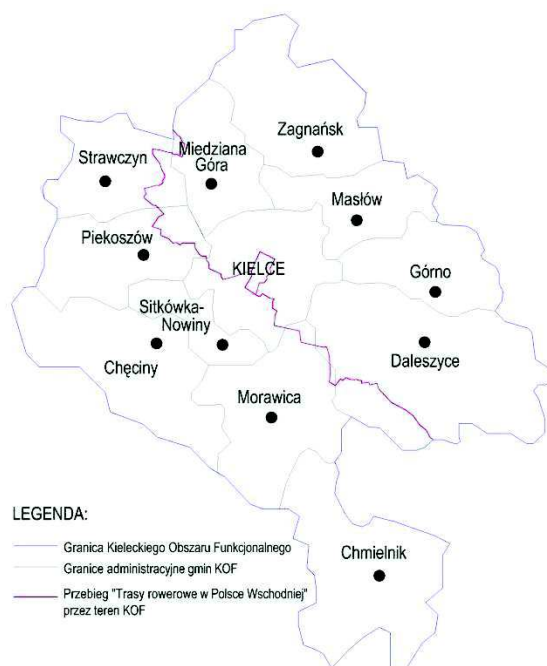 Zagnańsk
Miedziana
Góra
Strawczyn
Masłów
Piekoszów
KIELCE
Górno
Sitkówka-
Nowiny
Daleszyce
Chęciny
Morawica
LEGENDA:
Granica Kieleckiego Obszaru Funkcjonalnego
Granice administracyjne gmin KOF
Przebieg "Trasy rowerowe w Polsce Wschodniej"
przez teren KOF
Chmielnik